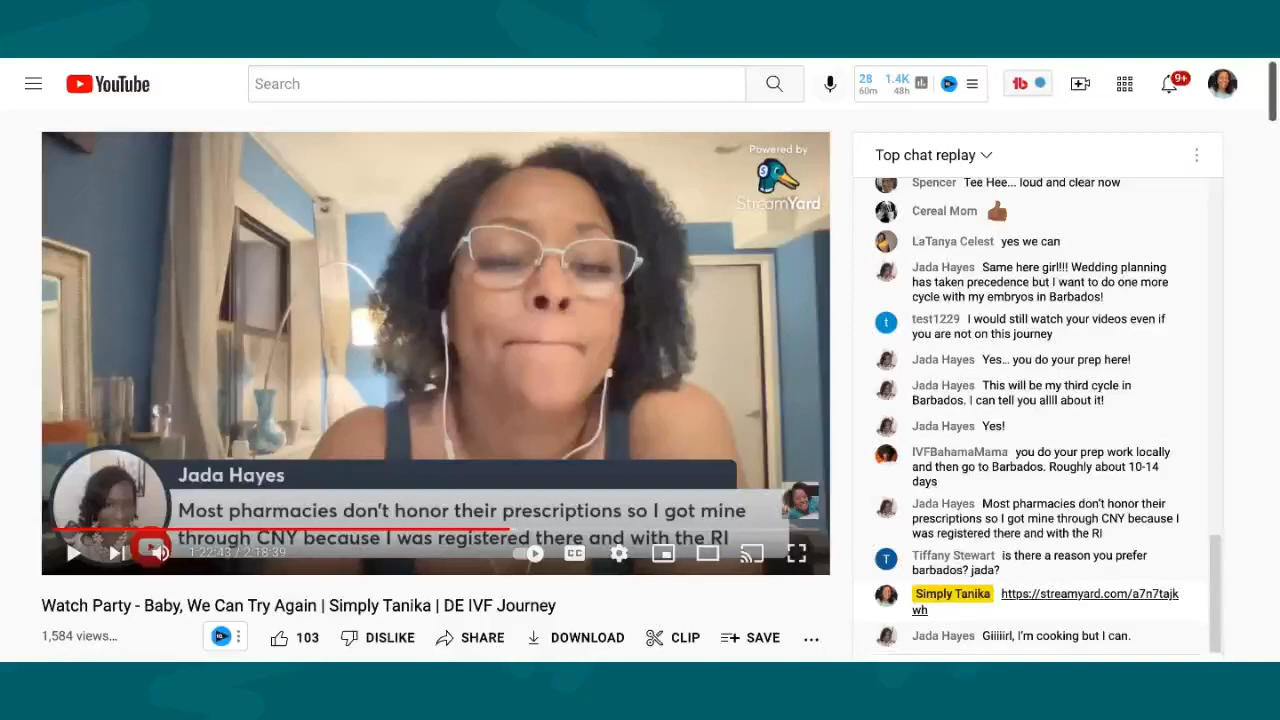 YouTube
Search
28
60m
1.4K
48h
9+
Powered by
StreamYard
Jada Hayes
Most pharmacies don't honor their prescriptions so I got mine
through CNY because I was registered there and with the RI
1:22:43 / 2:18:39
CC
Watch Party - Baby, We Can Try Again | Simply Tanika | DE IVF Journey
1,584 views...
103
DISLIKE
SHARE
DOWNLOAD
CLIP
SAVE
Top chat replay
Spencer Tee Hee... loud and clear now
Cereal Mom
LaTanya Celest yes we can
Jada Hayes Same here girl!!! Wedding planning
has taken precedence but I want to do one more
cycle with my embryos in Barbados!
t
test1229 I would still watch your videos even if
you are not on this journey
Jada Hayes Yes... you do your prep here!
Jada Hayes This will be my third cycle in
Barbados. I can tell you allll about it!
Jada Hayes Yes!
IVFBahamaMama you do your prep work locally
and then go to Barbados. Roughly about 10-14
days
Jada Hayes Most pharmacies don't honor their
prescriptions so I got mine through CNY because I
was registered there and with the RI
T
Tiffany Stewart is there a reason you prefer
barbados? jada?
Simply Tanika https://streamyard.com/a7n7tajk
wh
Jada Hayes Giiiiirl, I'm cooking but I can.